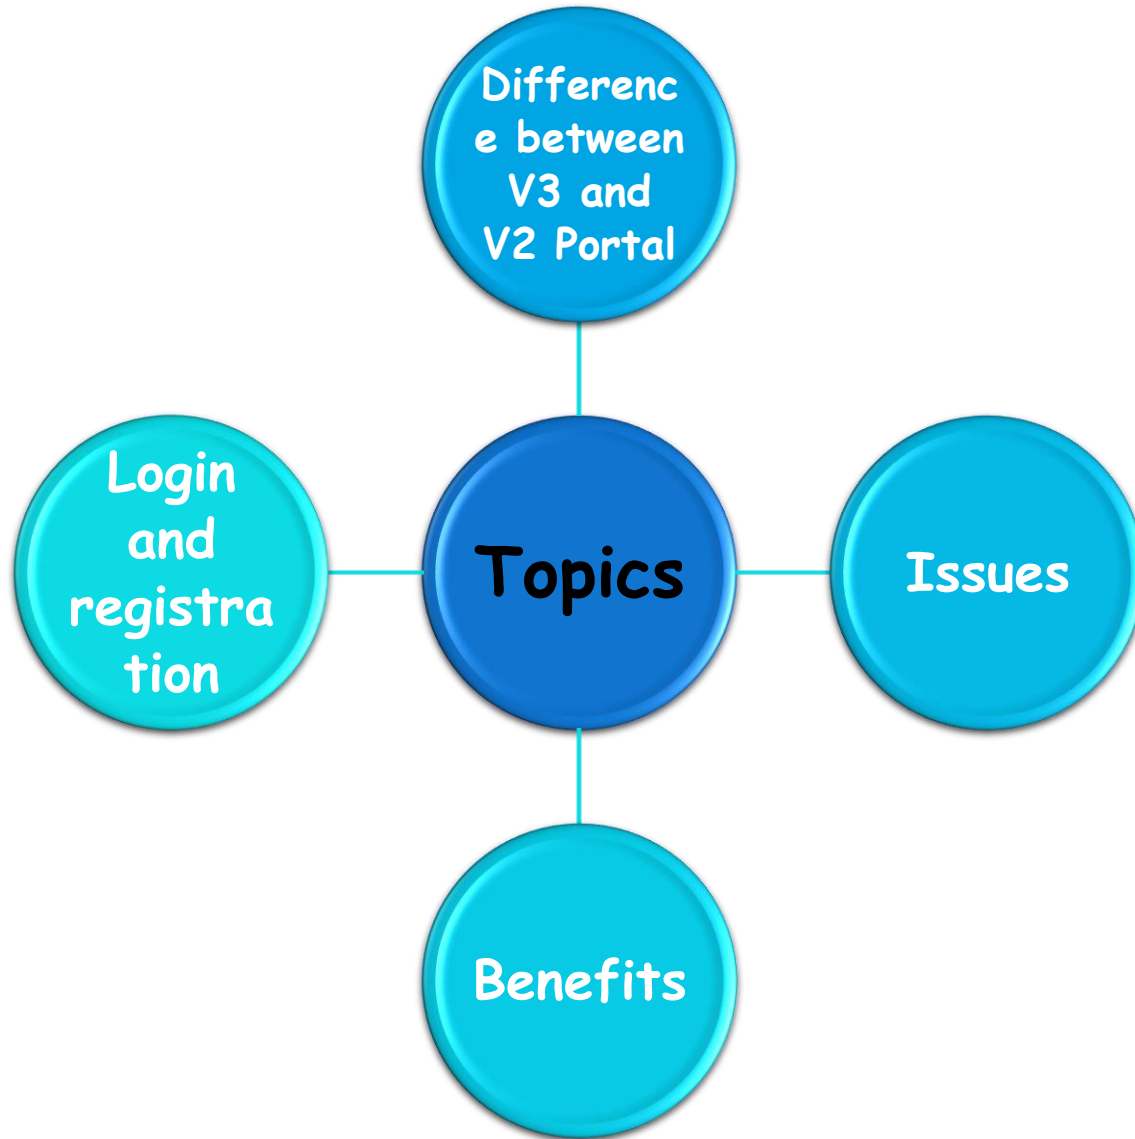 Differenc
e between
V3 and
V2 Portal
Login
and
registra
tion
Topics
Issues
Benefits